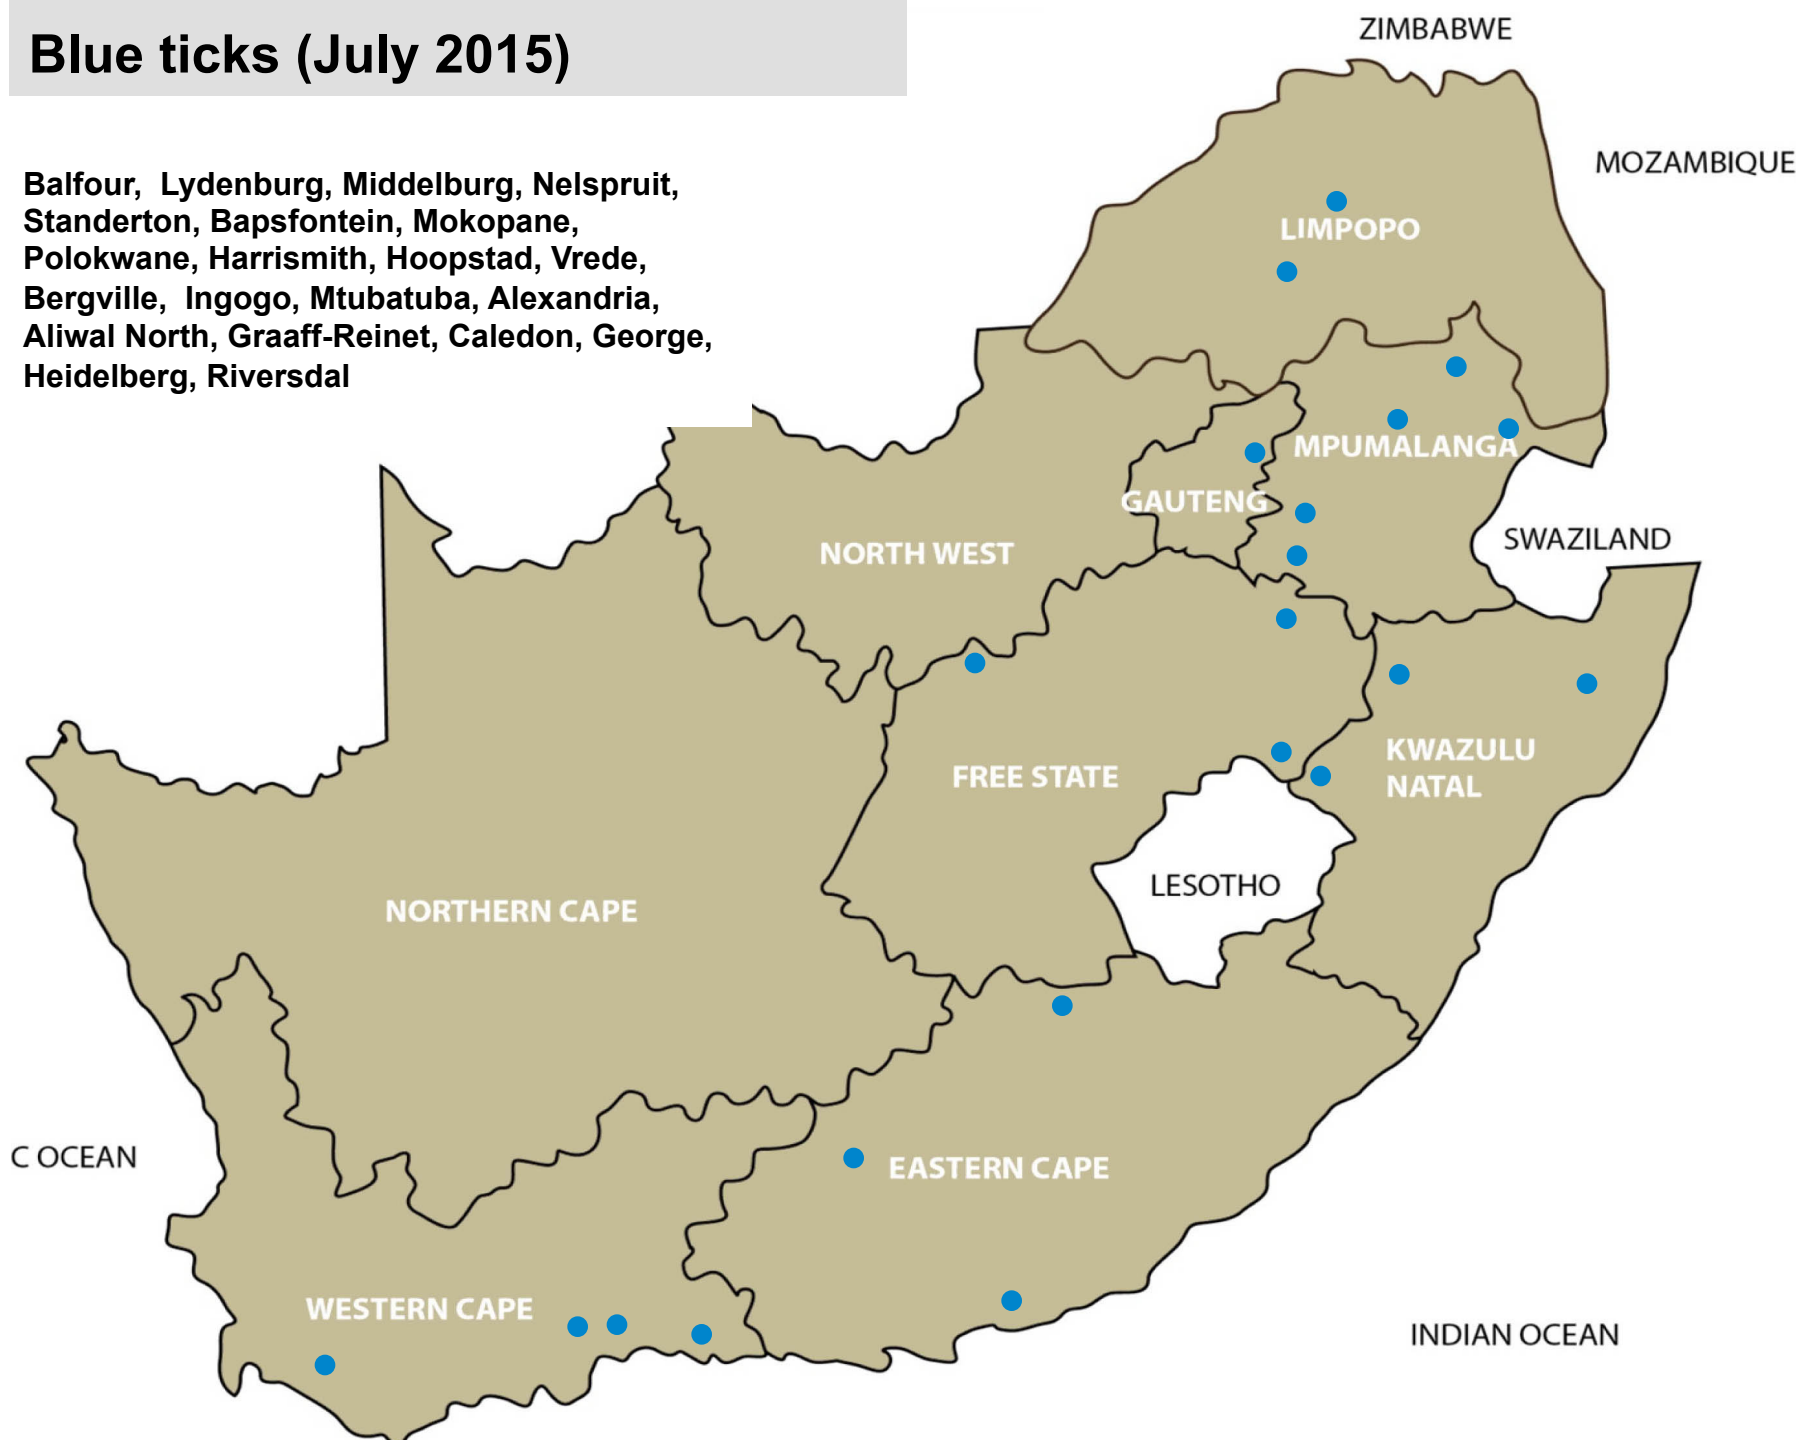 Blue ticks (July 2015)
Balfour, Lydenburg, Middelburg, Nelspruit,
Standerton, Bapsfontein, Mokopane,
Polokwane, Harrismith, Hoopstad, Vrede,
Bergville, Ingogo, Mtubatuba, Alexandria,
Aliwal North, Graaff-Reinet, Caledon, George,
Heidelberg, Riversdal
ZIMBABWE
MOZAMBIQUE
LIMPOPO
MPUMALANGA
GAUTENG
NORTH WEST
SWAZILAND
KWAZULU
NATAL
FREE STATE
LESOTHO
NORTHERN CAPE
C OCEAN
EASTERN CAPE
WESTERN CAPE
INDIAN OCEAN